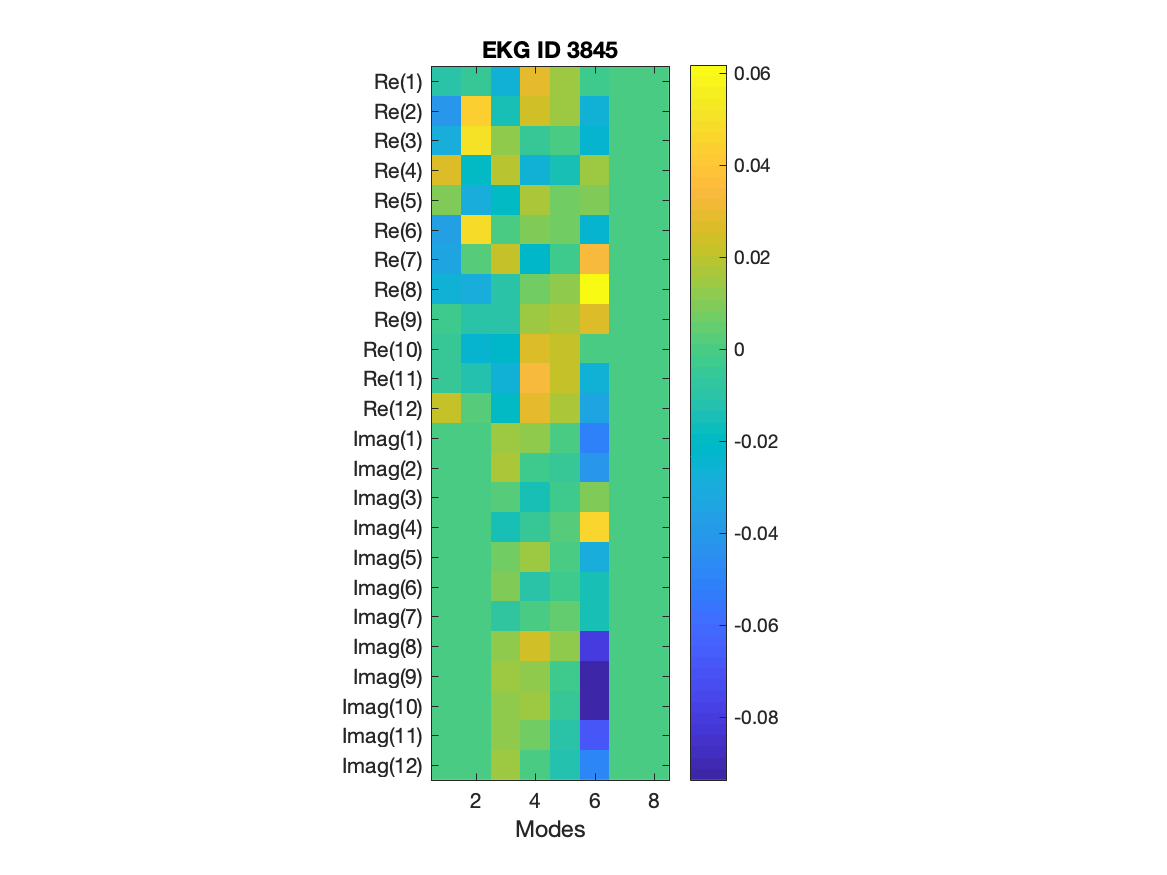 EKG ID 3845
Re(1)
Re(2)
Re(3)
Re(4)
Re(5)
Re(6)
Re(7)
Re(8)
Re(9)
Re(10)
Re(11)
Re(12)
Imag(1)
Imag(2)
Imag(3)
Imag(4)
Imag(5)
Imag(6)
Imag(7)
Imag(8)
Imag(9)
Imag(10)
Imag(11)
Imag(12)
2 4 6 8
Modes
0.06
0.04
0.02
0
-0.02
-0.04
-0.06
-0.08